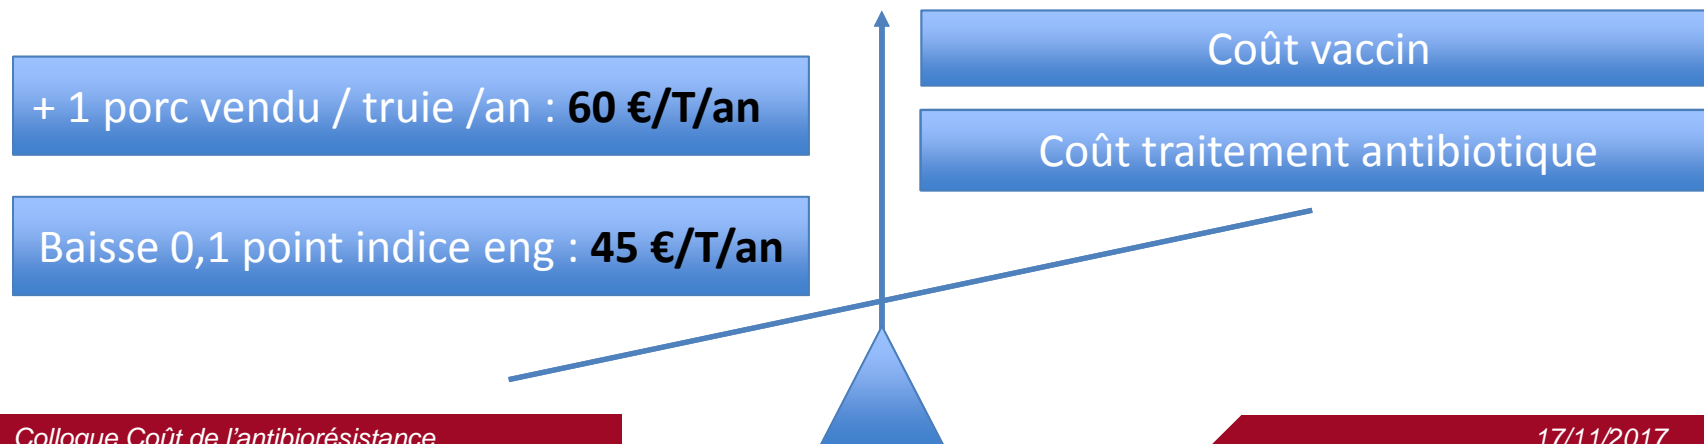 + 1 porc vendu / truie /an : 60 €/T/an
Baisse 0,1 point indice eng : 45 €/T/an
Coût vaccin
Coût traitement antibiotique
Colloque Coût de l'antibiorésistance
17/11/2017